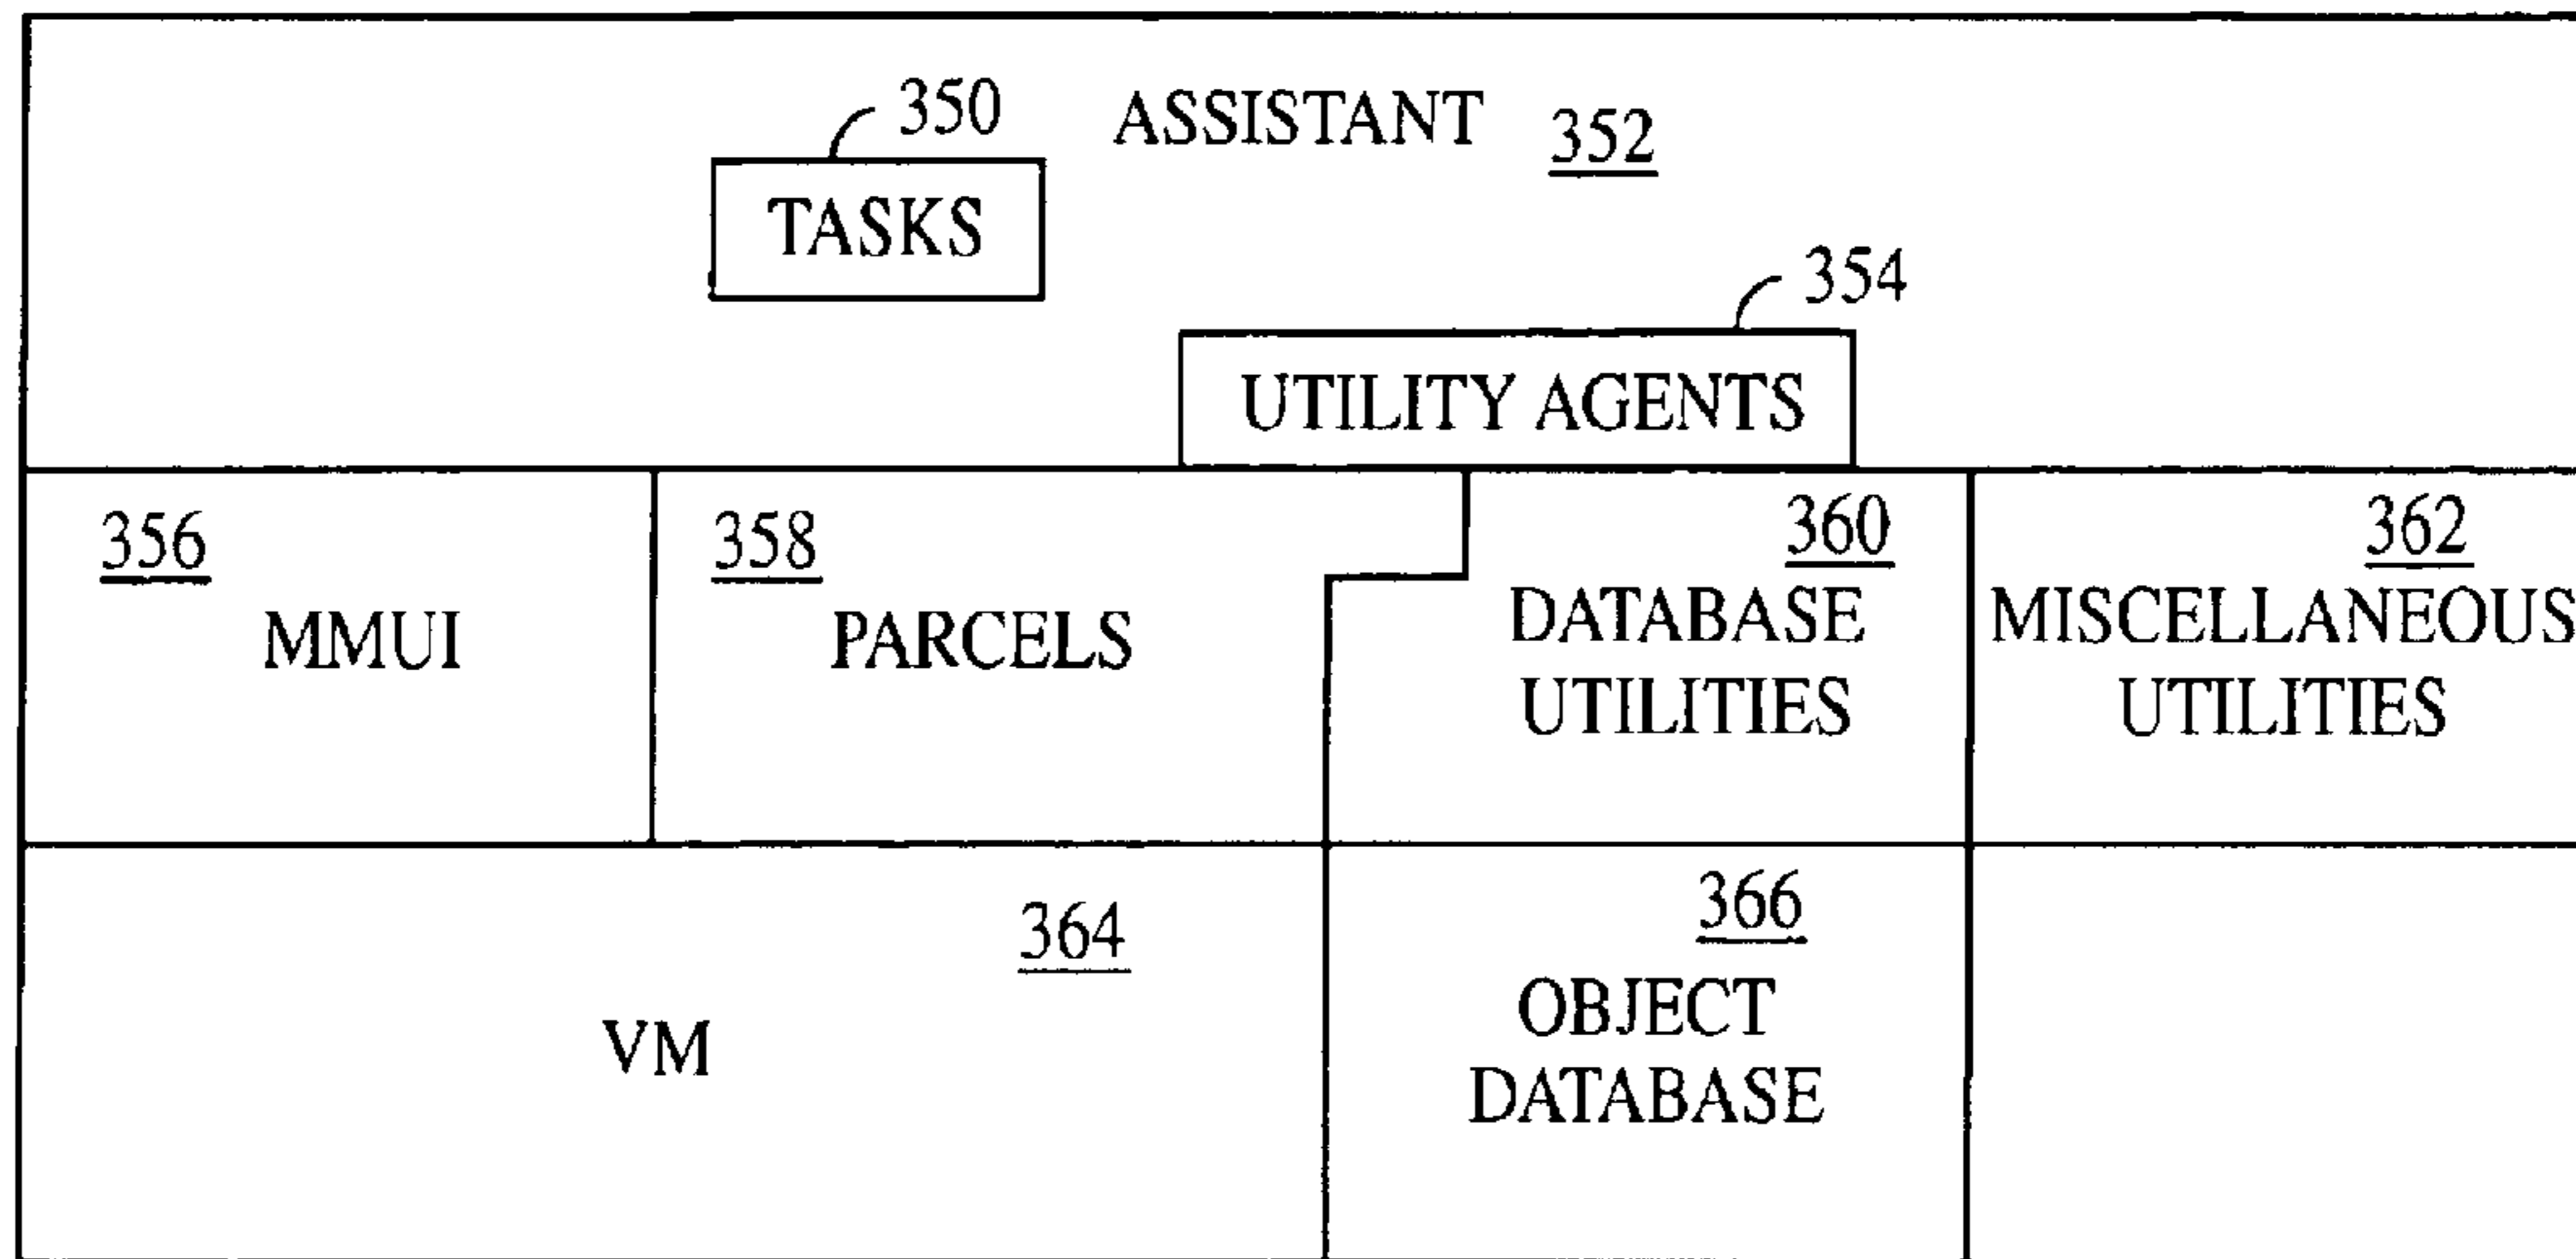 350
ASSISTANT 352
TASKS
354
UTILITY AGENTS
356
MMUI
358
PARCELS
360
DATABASE
UTILITIES
362
MISCELLANEOUS
UTILITIES
364
VM
366
OBJECT
DATABASE